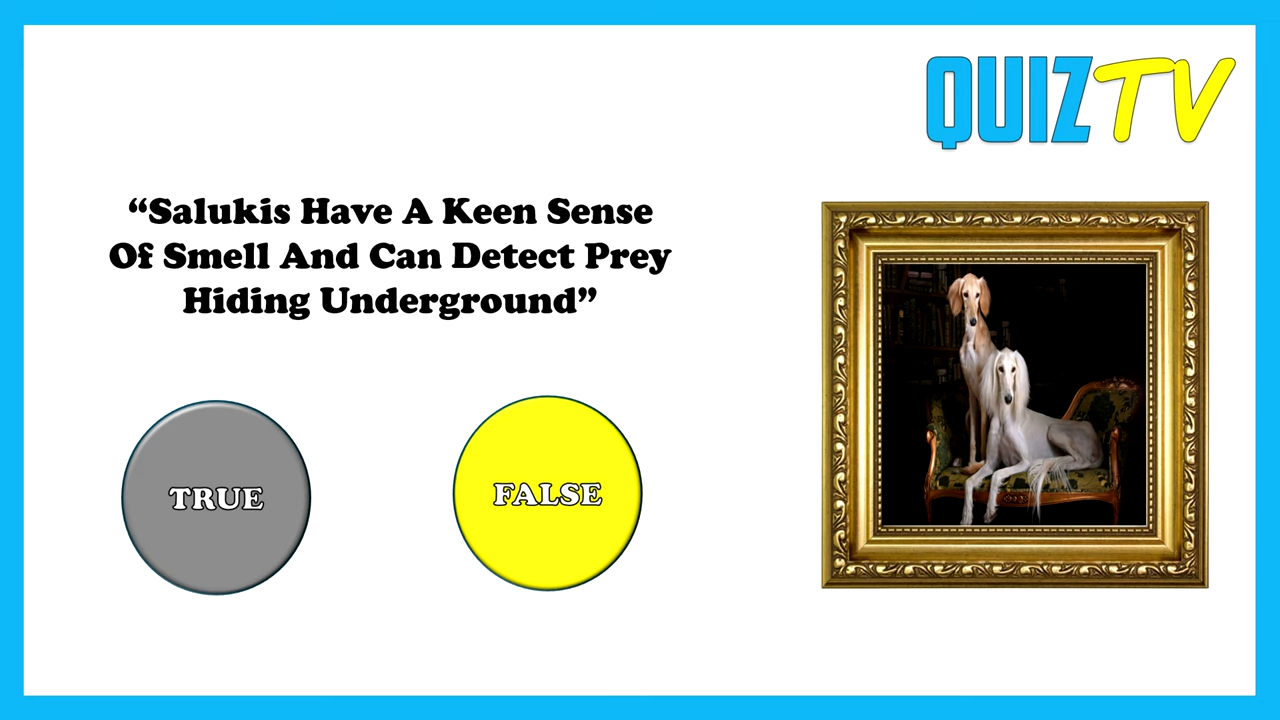 QUIZTV
“Salukis Have A Keen Sense
Of Smell And Can Detect Prey
Hiding Underground”
TRUE
FALSE